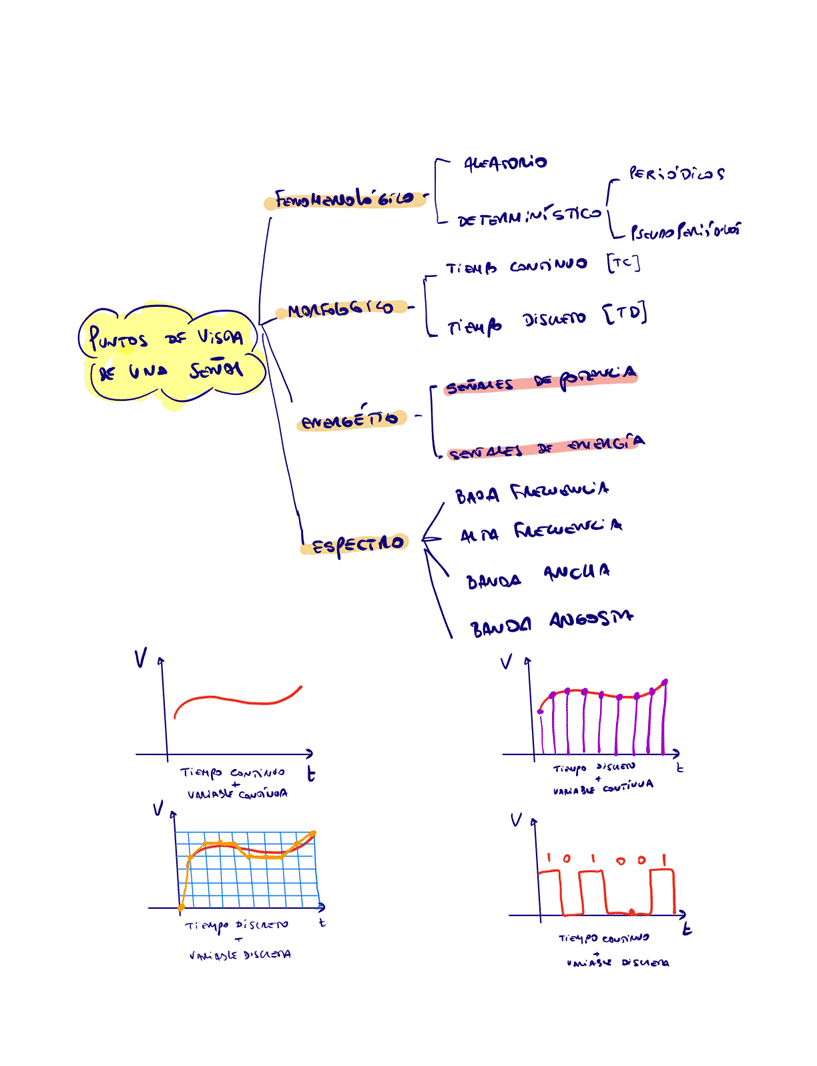 FENOMENOLÓGICO
ALEATORIO
DETERMINÍSTICO
PERIÓDICOS
PSEUDOPERIÓDICOS
MORFOLÓGICO
TIEMPO CONTINUO [TC]
TIEMPO DISCRETO [TD]
PUNTOS DE VISTA
DE UNA SEÑAL
ENERGÉTICO
SEÑALES DE POTENCIA
SEÑALES DE ENERGÍA
ESPECTRO
BAJA FRECUENCIA
ALTA FRECUENCIA
BANDA ANCHA
BANDA ANGOSTA
V
t
TIEMPO CONTINUO
+
VARIABLE CONTINUA
V
t
TIEMPO DISCRETO
+
VARIABLE CONTÍNUA
V
t
TIEMPO DISCRETO
+
VARIABLE DISCRETA
V
1 0 1 0 0 1
t
TIEMPO CONTINUO
+
VARIABLE DISCRETA